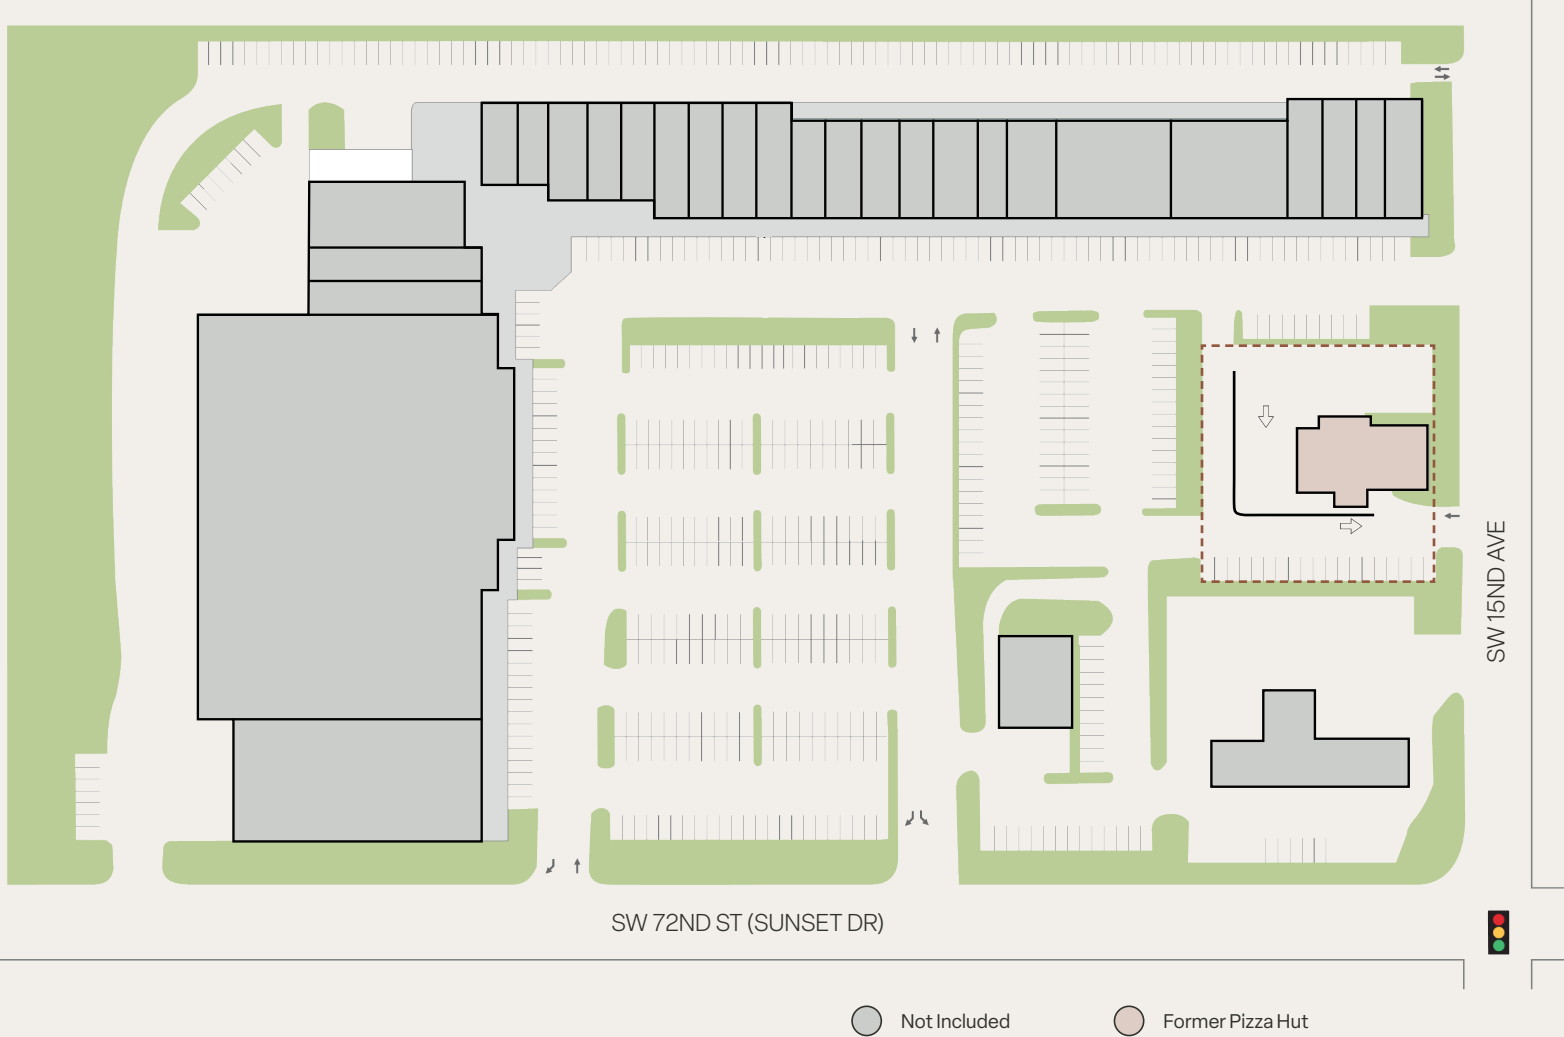 SW 15ND AVE
SW 72ND ST (SUNSET DR)
Not Included
Former Pizza Hut